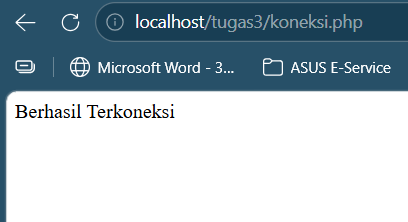 localhost/tugas3/koneksi.php
Microsoft Word - 3... ASUS E-Service
Berhasil Terkoneksi